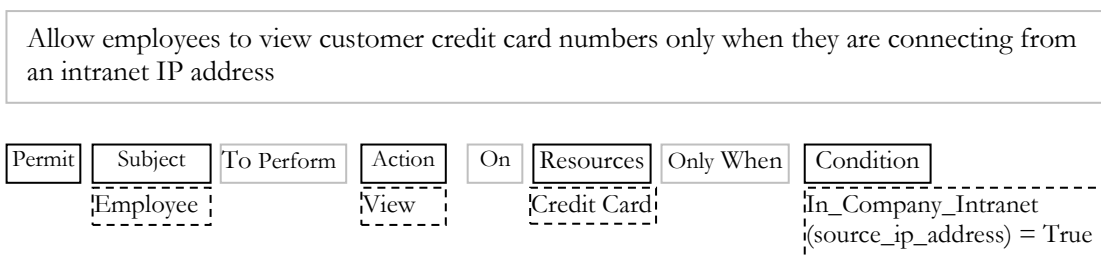 Allow employees to view customer credit card numbers only when they are connecting from
an intranet IP address
Permit Subject To Perform Action On Resources Only When Condition
Employee View Credit Card In_Company_Intranet
(source_ip_address) = True